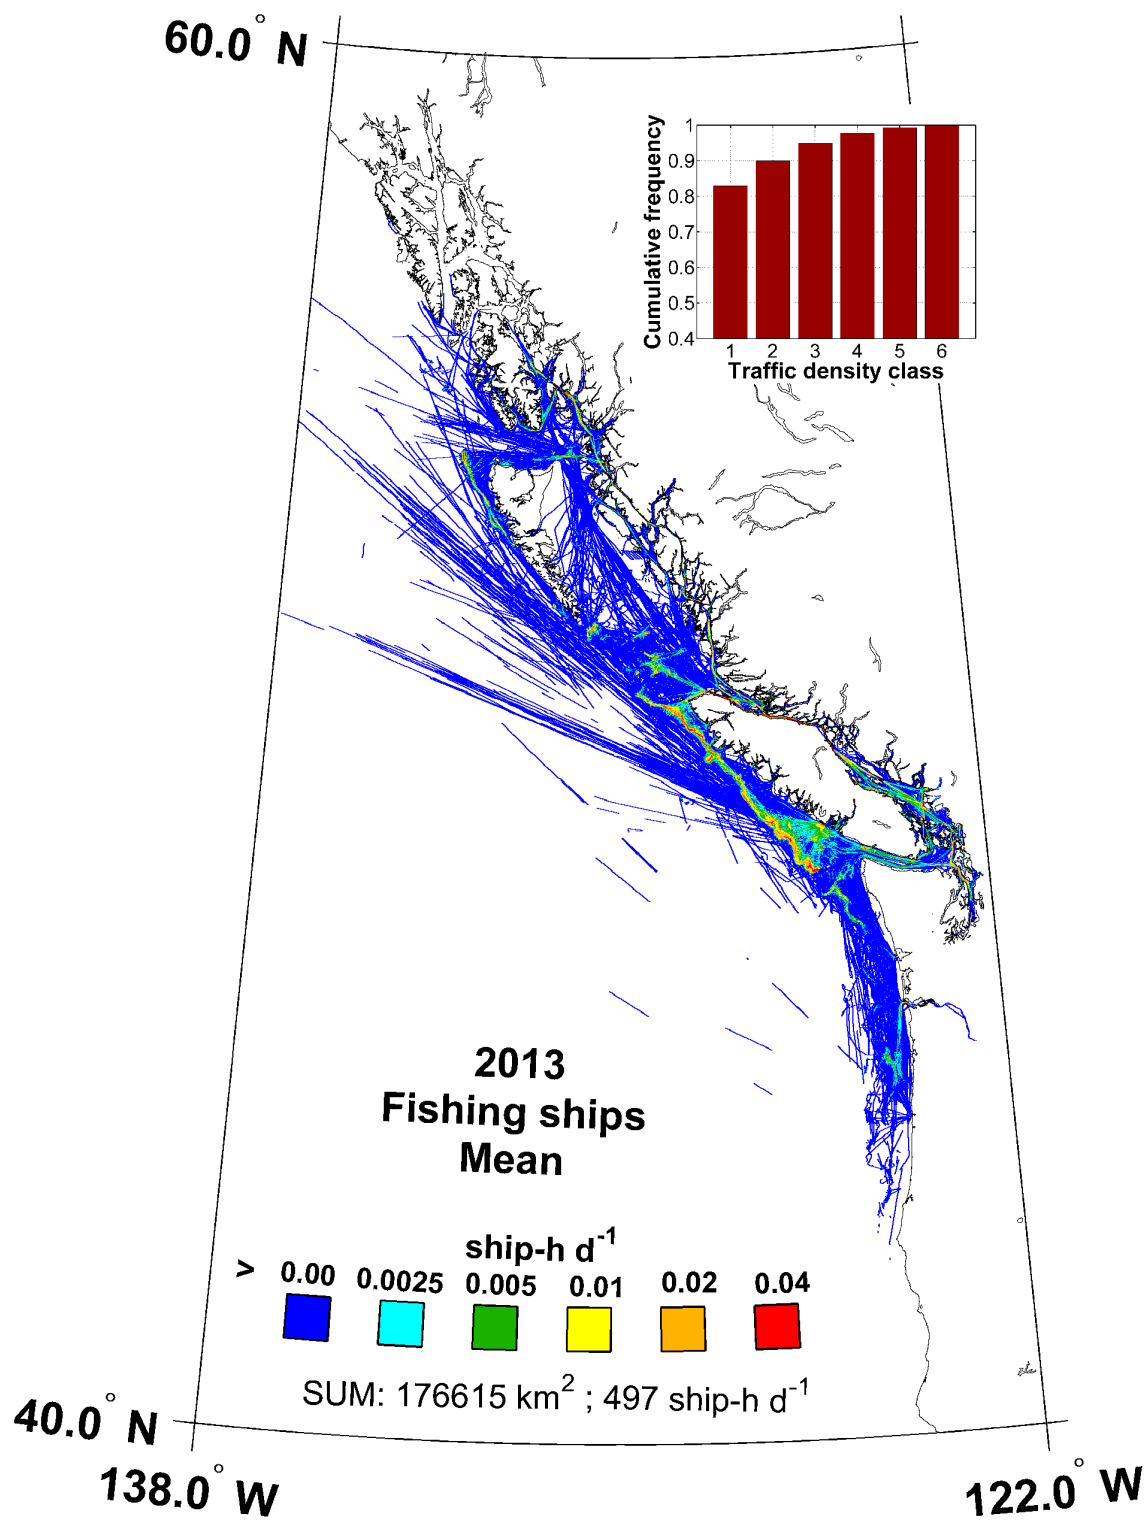 60.0° N
Cumulative frequency
1
0.9
0.8
0.7
0.6
0.5
0.4
1 2 3 4 5 6
Traffic density class
2013
Fishing ships
Mean
ship-h d⁻¹
> 0.00 0.0025 0.005 0.01 0.02 0.04
SUM: 176615 km² ; 497 ship-h d⁻¹
40.0° N
138.0° W
122.0° W